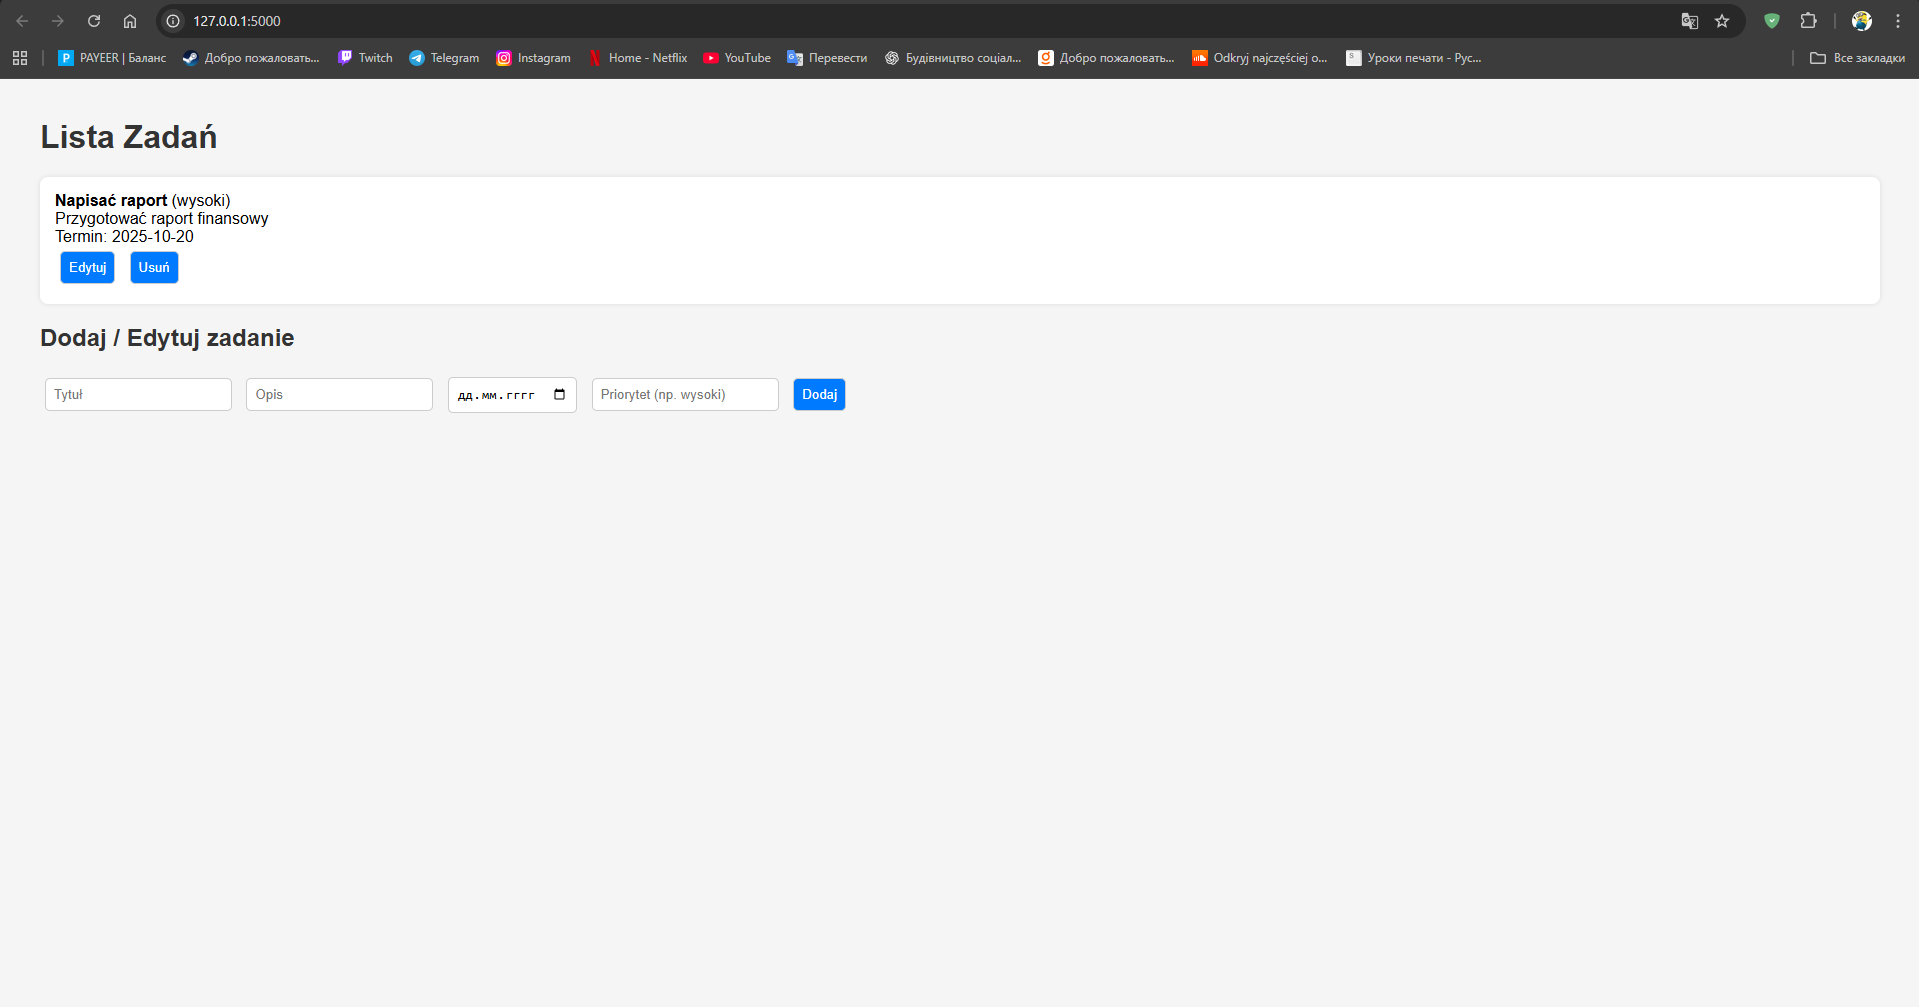 127.0.0.1:5000
PAYEER | Баланс Добро пожаловать... Twitch Telegram Instagram Home - Netflix YouTube Перевести Будівництво соціал... Добро пожаловать... Odkryj najczęściej o... Уроки печати - Рус... Все закладки
Lista Zadań
Napisać raport (wysoki)
Przygotować raport finansowy
Termin: 2025-10-20
Edytuj Usuń
Dodaj / Edytuj zadanie
Tytuł Opis дд.мм.гггг Priorytet (np. wysoki) Dodaj